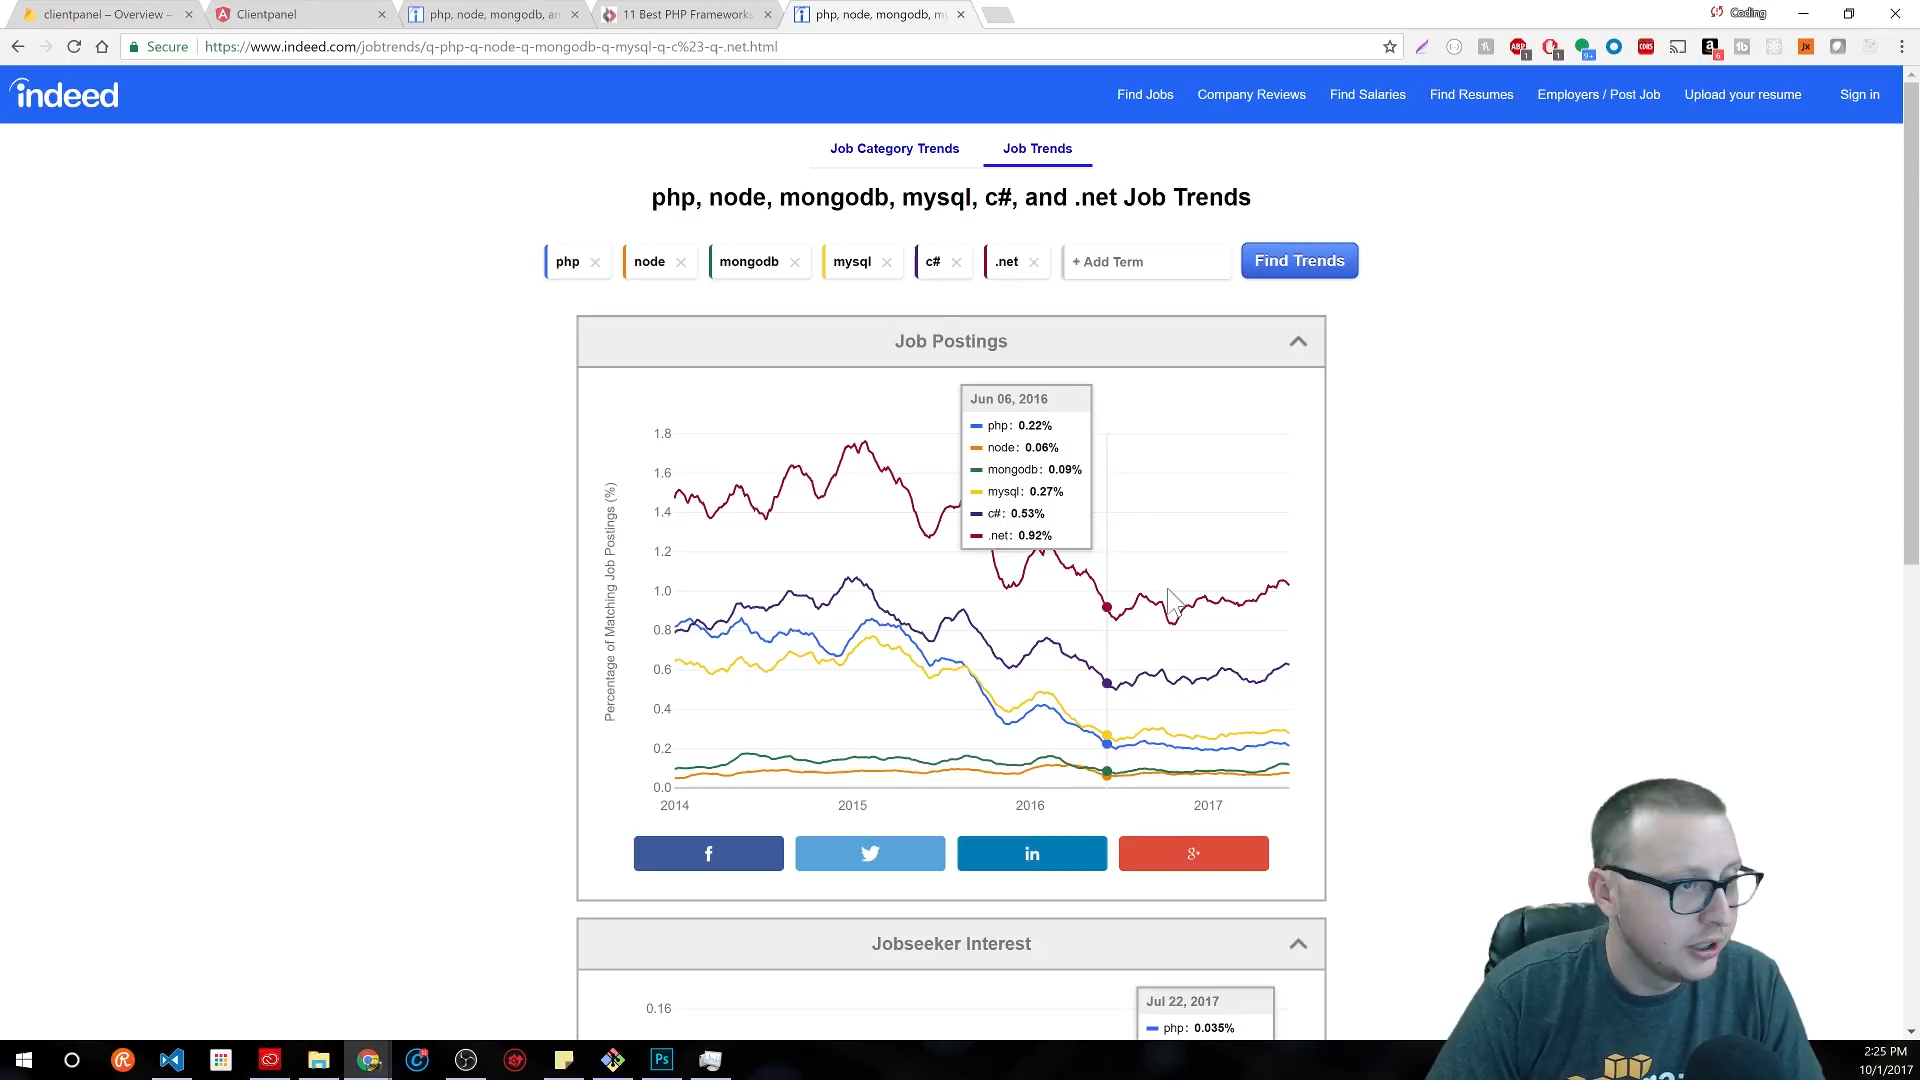 clientpanel – Overview –
Clientpanel
php, node, mongodb, an
11 Best PHP Frameworks
php, node, mongodb, my
Coding
Secure
https://www.indeed.com/jobtrends/q-php-q-node-q-mongodb-q-mysql-q-c%23-q-.net.html
indeed
Find Jobs
Company Reviews
Find Salaries
Find Resumes
Employers / Post Job
Upload your resume
Sign in
Job Category Trends
Job Trends
php, node, mongodb, mysql, c#, and .net Job Trends
php
node
mongodb
mysql
c#
.net
+ Add Term
Find Trends
Job Postings
Jun 06, 2016
php: 0.22%
node: 0.06%
mongodb: 0.09%
mysql: 0.27%
c#: 0.53%
.net: 0.92%
Percentage of Matching Job Postings (%)
1.8
1.6
1.4
1.2
1.0
0.8
0.6
0.4
0.2
0.0
2014
2015
2016
2017
Jobseeker Interest
0.16
Jul 22, 2017
php: 0.035%
Ps
2:25 PM
10/1/2017